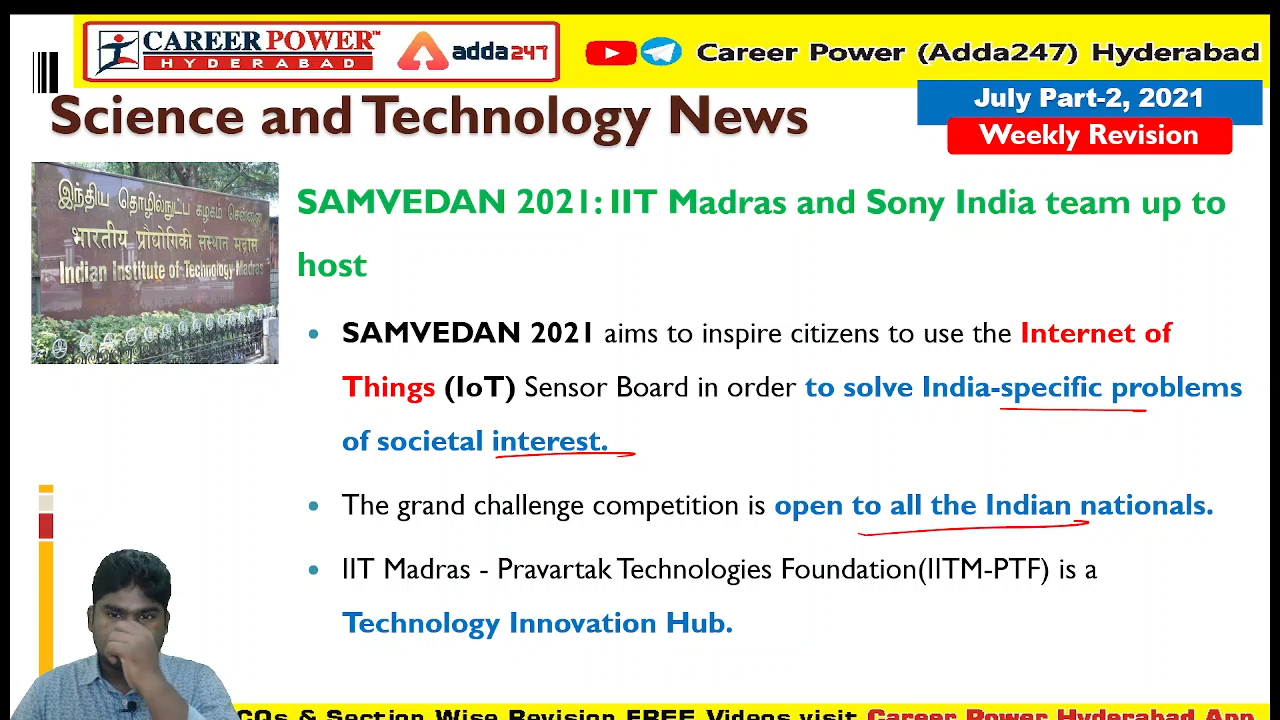 CAREER POWER™
HYDERABAD
adda247
Career Power (Adda247) Hyderabad
Science and Technology News
July Part-2, 2021
Weekly Revision
இந்திய தொழில்நுட்ப கழகம் சென்னை
भारतीय प्रौद्योगिकी संस्थान मद्रास
Indian Institute of Technology Madras
SAMVEDAN 2021: IIT Madras and Sony India team up to
host
• SAMVEDAN 2021 aims to inspire citizens to use the Internet of
Things (IoT) Sensor Board in order to solve India-specific problems
of societal interest.
• The grand challenge competition is open to all the Indian nationals.
• IIT Madras - Pravartak Technologies Foundation(IITM-PTF) is a
Technology Innovation Hub.
& Section Wise Revision FREE Videos visit Career Power Hyderabad App